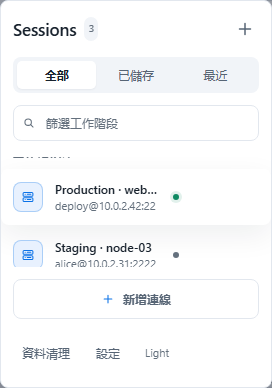 Sessions 3
全部 已儲存 最近
篩選工作階段
Production · web...
deploy@10.0.2.42:22
Staging · node-03
alice@10.0.2.31:2222
+ 新增連線
資料清理 設定 Light